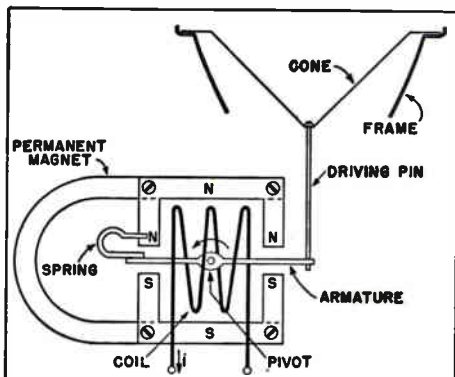 CONE
FRAME
PERMANENT
MAGNET
DRIVING PIN
N
N
N
SPRING
S
S
ARMATURE
S
COIL
i
PIVOT